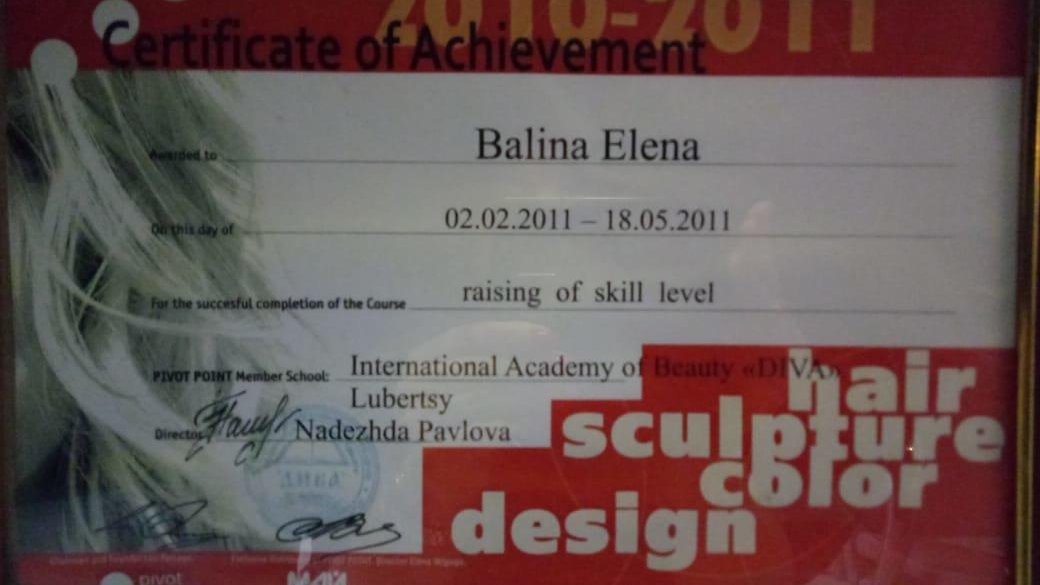 2010-2011
Certificate of Achievement
Awarded to Balina Elena
On this day of 02.02.2011 – 18.05.2011
For the succesful completion of the Course raising of skill level
PIVOT POINT Member School: International Academy of Beauty «DIVA»
Lubertsy
Director Nadezhda Pavlova
hair
sculpture
color
design
pivot